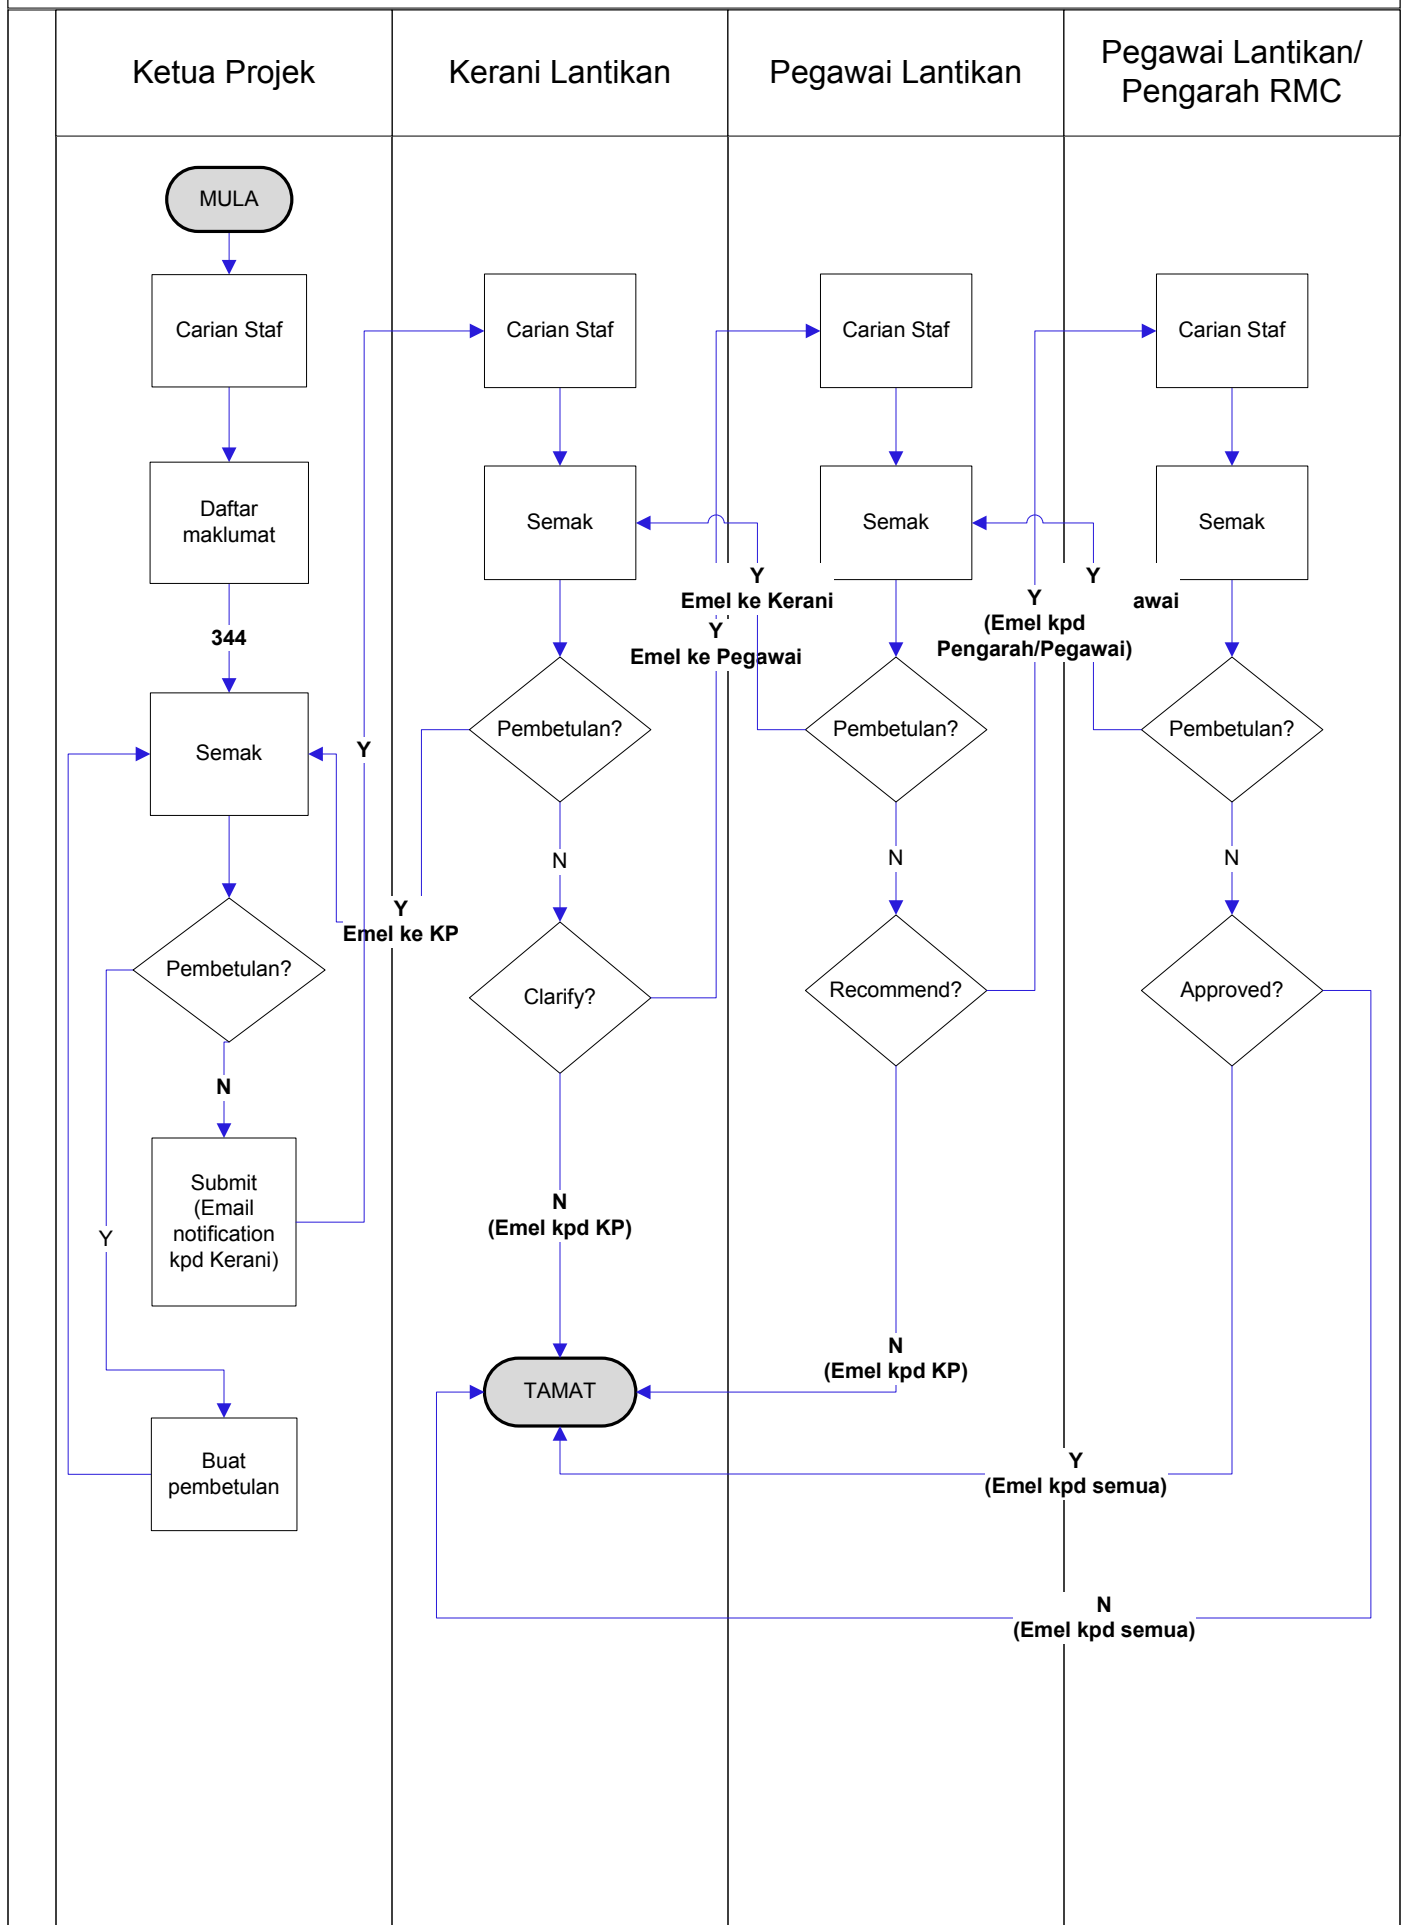 Ketua Projek
Kerani Lantikan
Pegawai Lantikan
Pegawai Lantikan/
Pengarah RMC
MULA
Carian Staf
Carian Staf
Carian Staf
Carian Staf
Daftar
maklumat
Semak
Semak
Semak
344
Y
Emel ke Kerani
Y
Emel ke Pegawai
Y
(Emel kpd
Pengarah/Pegawai)
Y
awai
Semak
Y
Pembetulan?
Pembetulan?
Pembetulan?
N
N
N
Y
Emel ke KP
Pembetulan?
Clarify?
Recommend?
Approved?
N
Submit
(Email
notification
kpd Kerani)
Y
N
(Emel kpd KP)
N
(Emel kpd KP)
TAMAT
Buat
pembetulan
Y
(Emel kpd semua)
N
(Emel kpd semua)